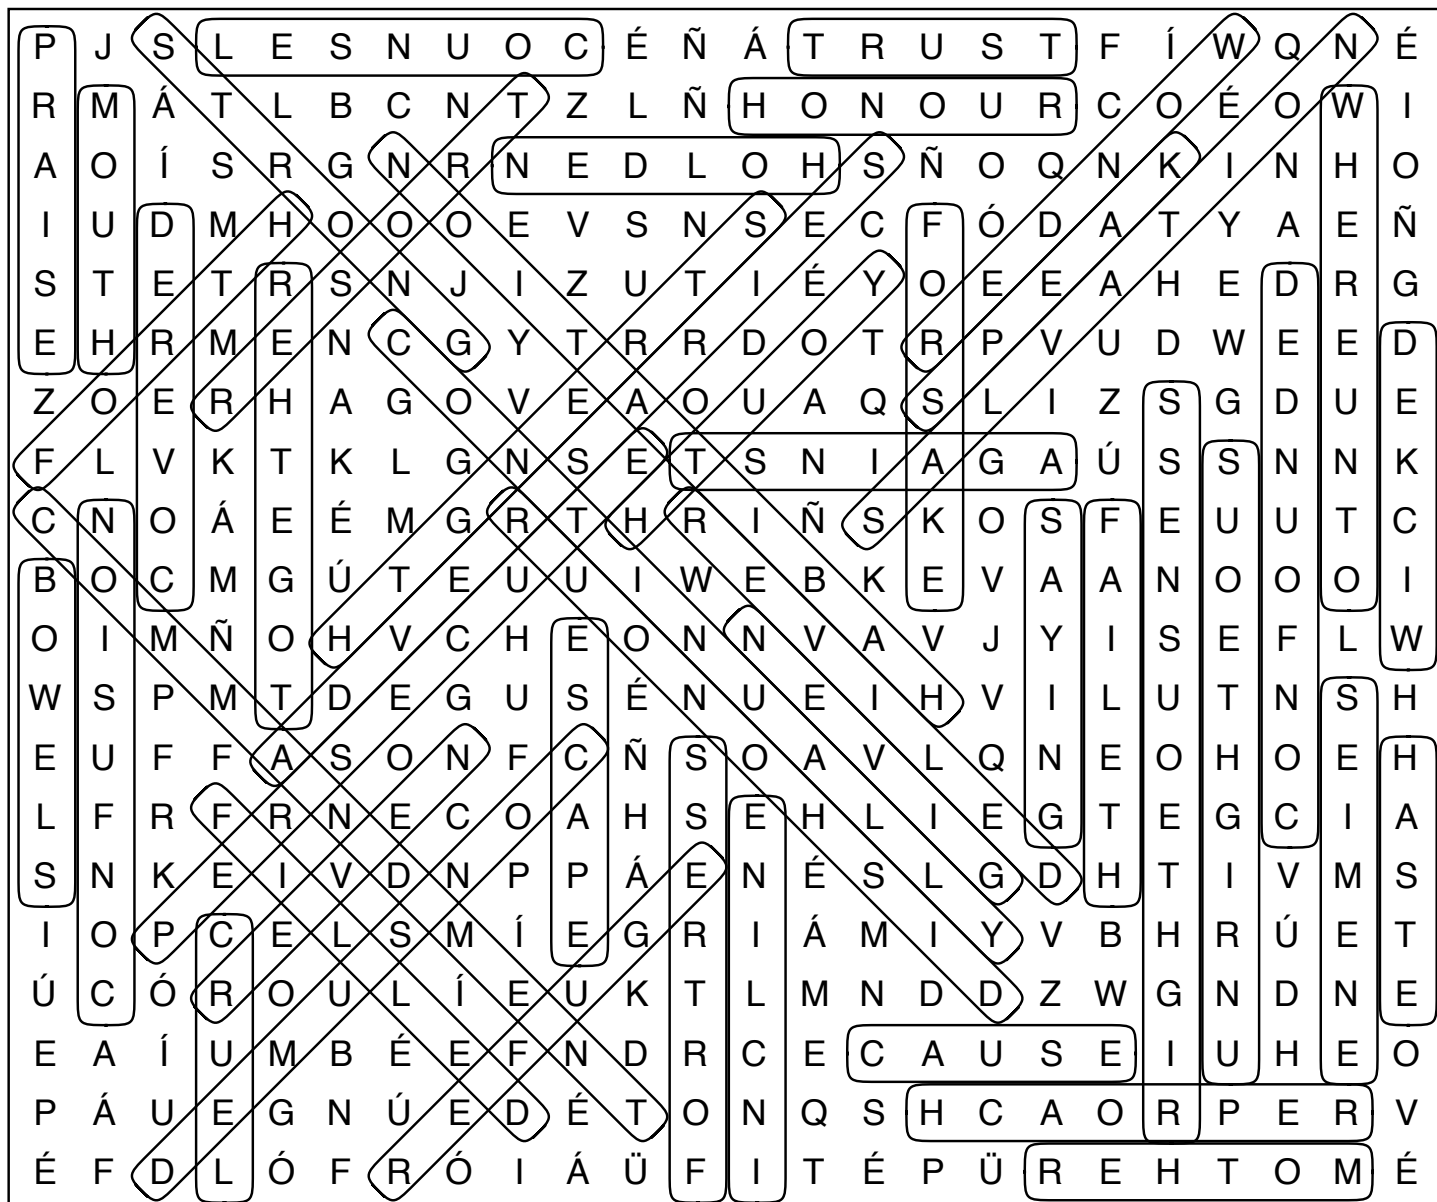 P J S L E S N U O C É Ñ Á T R U S T F Í W Q N É
R M Á T L B C N T Z L Ñ H O N O U R C O É O W I
A O Í S R G N R N E D L O H S Ñ O Q N K I N H O
I U D M H O O O E V S N S E C F Ó D A T Y A E Ñ
S T E T R S N J I Z U T I É Y O E E A H E D R G
E H R M E N C G Y T R R D O T R P V U D W E E D
Z O E R H A G O V E A O U A Q S L I Z S G D U E
F L V K T K L G N S E T S N I A G A Ú S S N N K
C N O Á E É M G R T H R I Ñ S K O S F E U U T C
B O C M G Ú T E U U I W E B K E V A A N O O O I
O I M Ñ O H V C H E O N N V A V J Y I S E F L W
W S P M T D E G U S É N U E I H V I L U T N S H
E U F F A S O N F C Ñ S O A V L Q N E O H O E H
L F R F R N E C O A H S E H L I E G T E G C I A
S N K E I V D N P P Á E N É S L G D H T I V M S
I O P C E L S M Í E G R I Á M I Y V B H R Ú E T
Ú C Ó R O U L Í E U K T L M N D D Z W G N D N E
E A Í U M B É E F N D R C E C A U S E I U H E O
P Á U E G N Ú E D É T O N Q S H C A O R P E R V
É F D L Ó F R Ó I Á Ü F I T É P Ü R E H T O M É